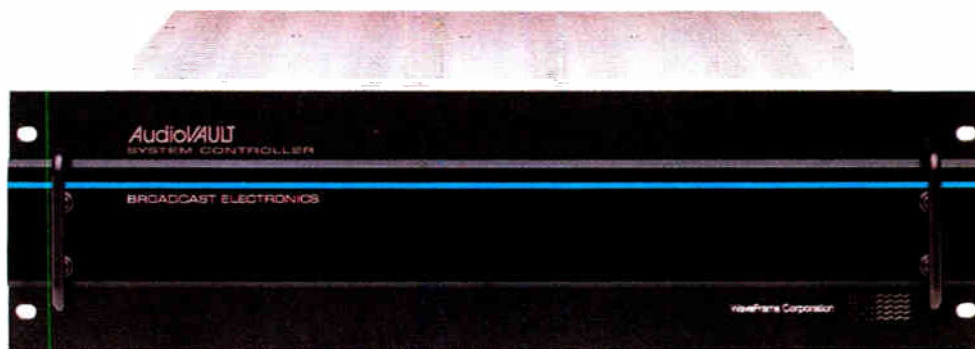 AudioVAULT
SYSTEM CONTROLLER
BROADCAST ELECTRONICS
WaveFrame Corporation